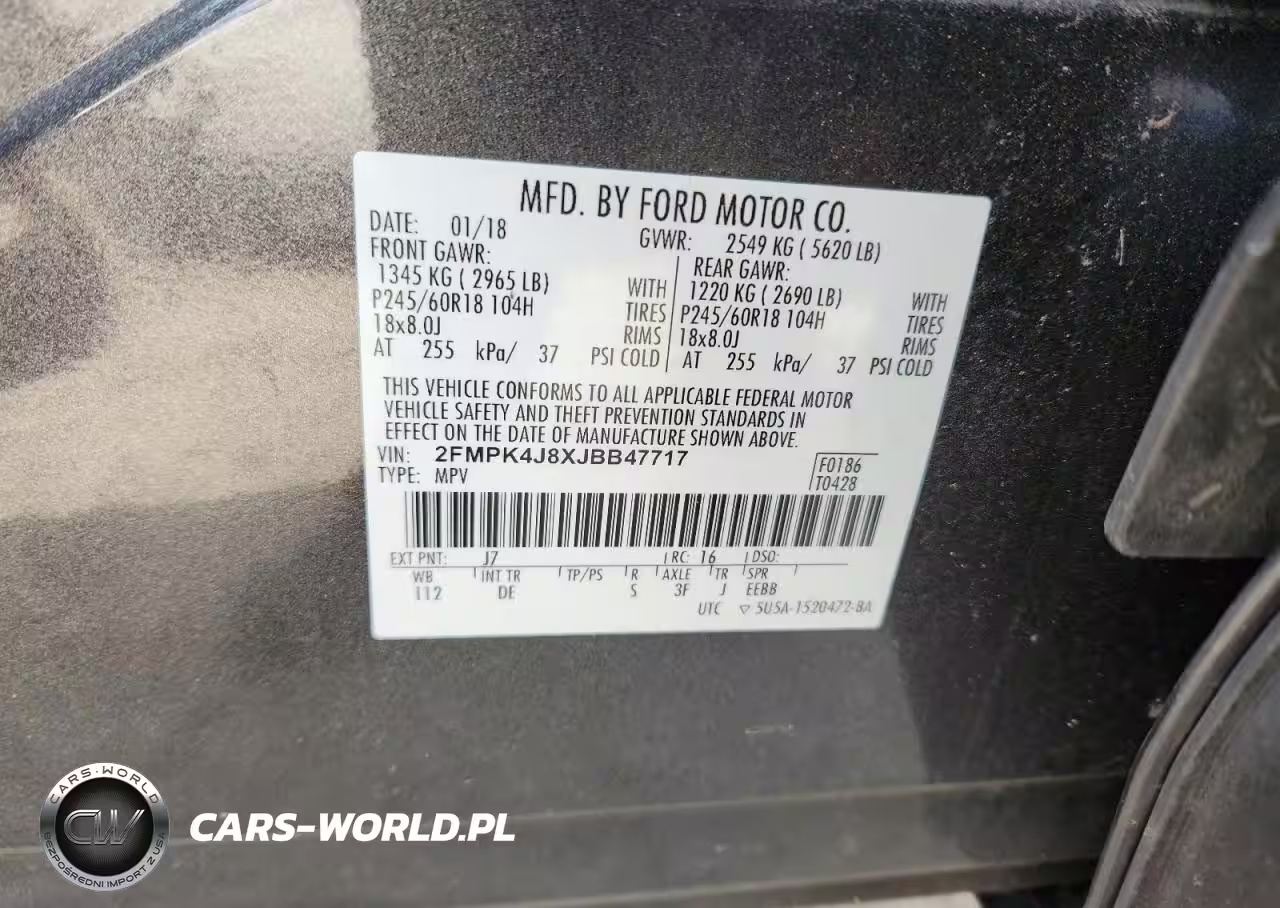 MFD. BY FORD MOTOR CO.
DATE: 01/18 GVWR: 2549 KG ( 5620 LB)
FRONT GAWR: REAR GAWR:
1345 KG ( 2965 LB) WITH 1220 KG ( 2690 LB) WITH
P245/60R18 104H TIRES P245/60R18 104H TIRES
18x8.0J RIMS 18x8.0J RIMS
AT 255 kPa/ 37 PSI COLD AT 255 kPa/ 37 PSI COLD
THIS VEHICLE CONFORMS TO ALL APPLICABLE FEDERAL MOTOR
VEHICLE SAFETY AND THEFT PREVENTION STANDARDS IN
EFFECT ON THE DATE OF MANUFACTURE SHOWN ABOVE.
VIN: 2FMPK4J8XJBB47717 F0186
TYPE: MPV T0428
EXT PNT: J7 RC: 16 DSO:
WB INT TR TP/PS R AXLE TR SPR
112 DE S 3F J EEBB
UTC ▽ 5U5A-1520472-BA
CARS-WORLD
CW
BEZPOŚREDNI IMPORT Z USA
CARS-WORLD.PL